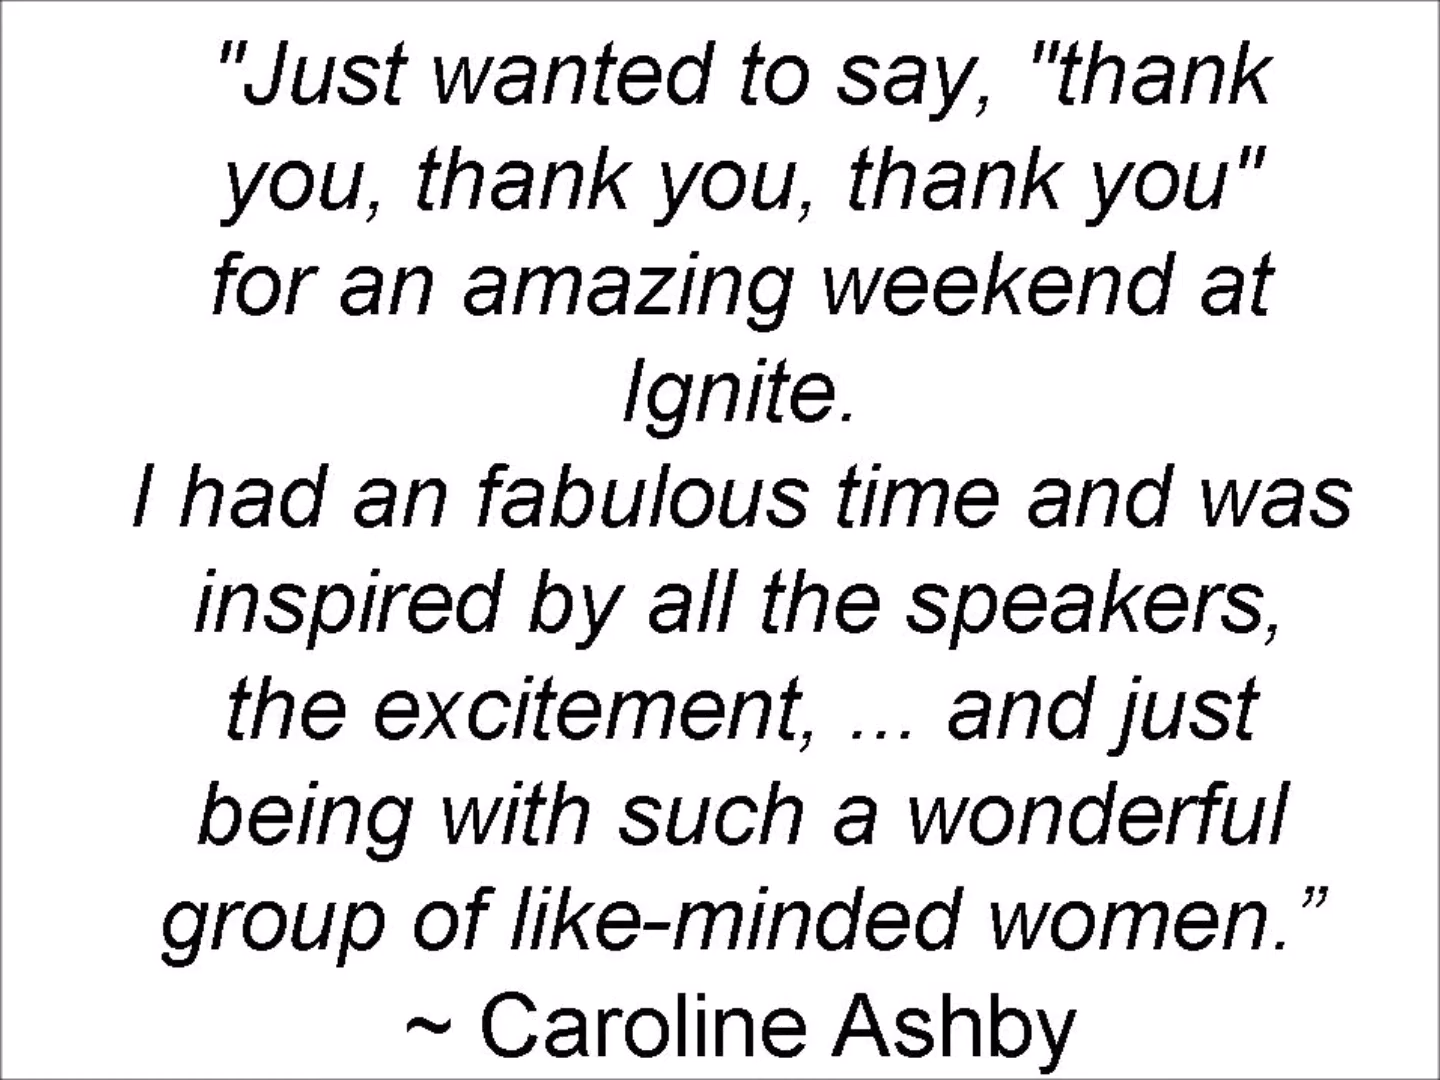 "Just wanted to say, "thank
you, thank you, thank you"
for an amazing weekend at
Ignite.
I had an fabulous time and was
inspired by all the speakers,
the excitement, ... and just
being with such a wonderful
group of like-minded women.”
~ Caroline Ashby